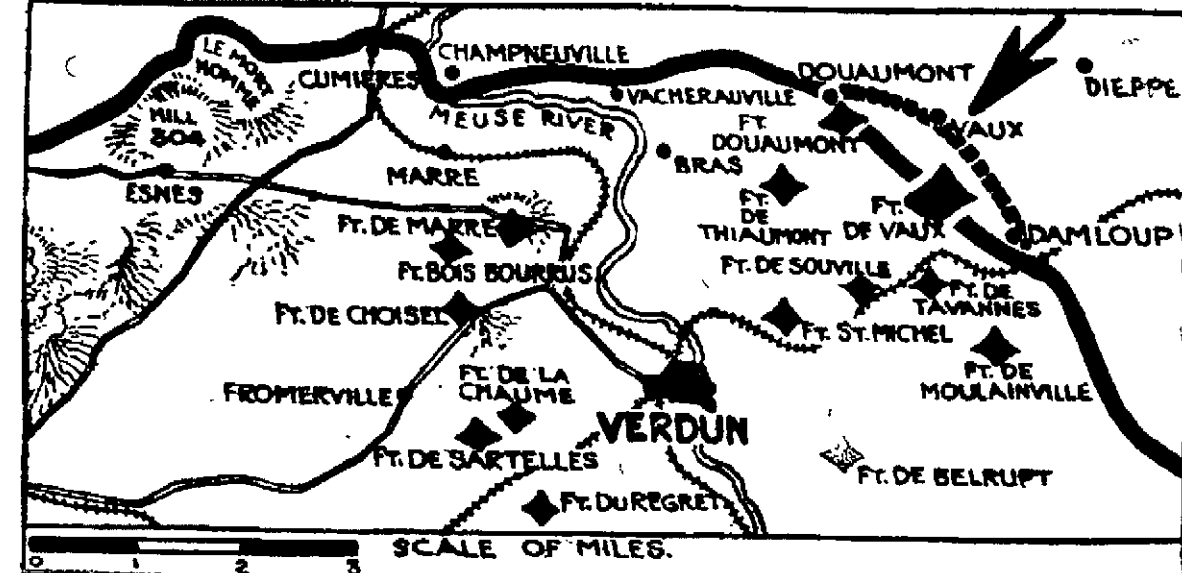 LE MORT
HOMME
HILL
304
CUMIÈRES
CHAMPNEUVILLE
VACHERAUVILLE
MEUSE RIVER
DOUAUMONT
DIEPPE
FT.
DOUAUMONT
VAUX
BRAS
MARRE
ESNES
FT. DE MARRE
FT. BOIS BOURRUS
FT.
DE
THIAUMONT
FT.
DE VAUX
DAMLOUP
FT. DE SOUVILLE
FT. DE
TAVANNES
FT. DE CHOISEL
FT. ST. MICHEL
FT. DE
MOULAINVILLE
FROMERVILLE
FT. DE LA
CHAUME
VERDUN
FT. DE SARTELLES
FT. DE BELRUPT
FT. DU REGRET
0 1 2 3
SCALE OF MILES.